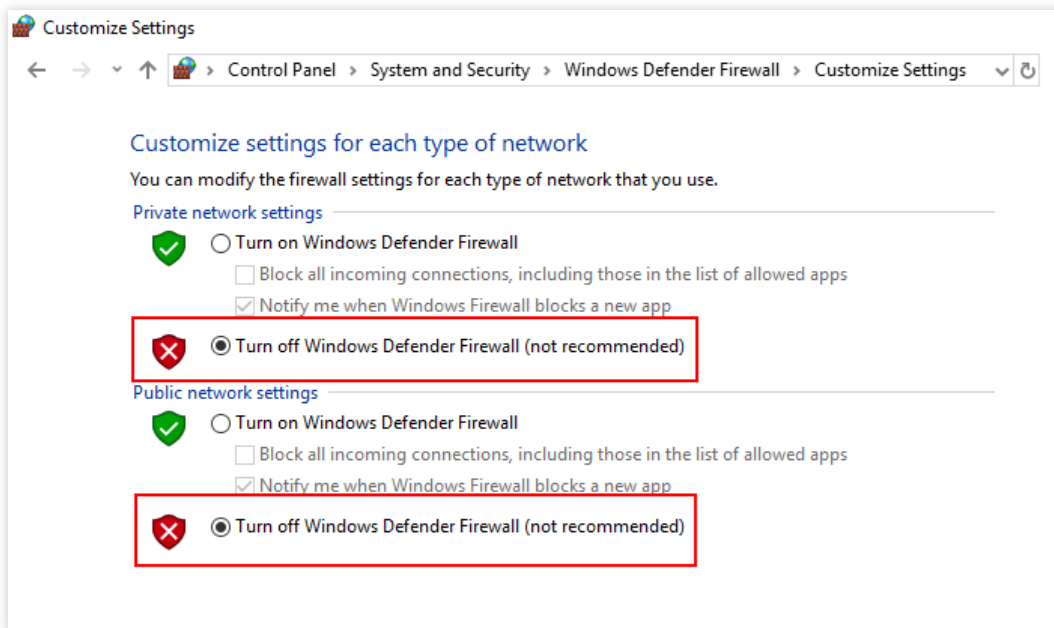 Customize Settings
Control Panel > System and Security > Windows Defender Firewall > Customize Settings
Customize settings for each type of network
You can modify the firewall settings for each type of network that you use.
Private network settings
Turn on Windows Defender Firewall
Block all incoming connections, including those in the list of allowed apps
Notify me when Windows Firewall blocks a new app
Turn off Windows Defender Firewall (not recommended)
Public network settings
Turn on Windows Defender Firewall
Block all incoming connections, including those in the list of allowed apps
Notify me when Windows Firewall blocks a new app
Turn off Windows Defender Firewall (not recommended)